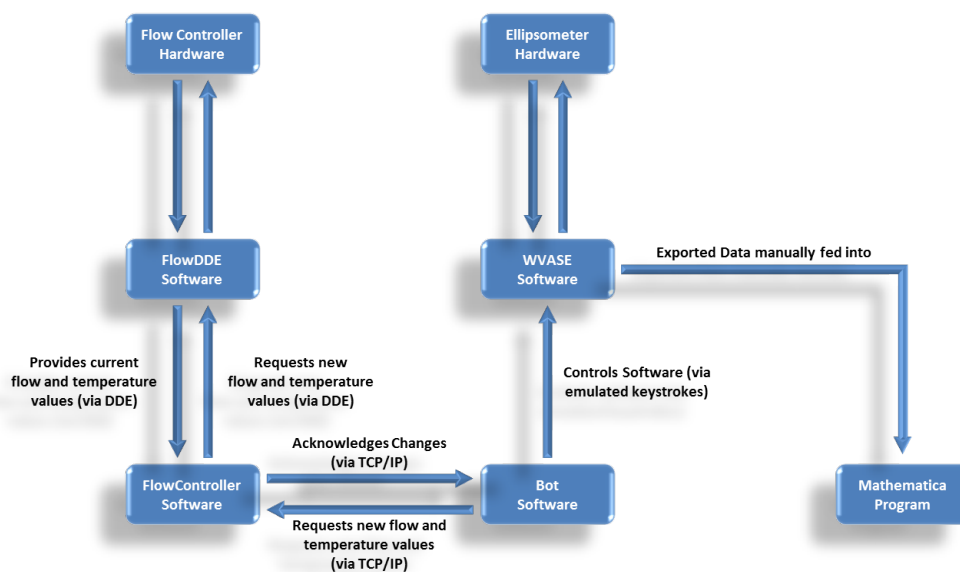 Flow Controller
Hardware
Ellipsometer
Hardware
FlowDDE
Software
WVASE
Software
Exported Data manually fed into
Provides current
flow and temperature
values (via DDE)
Requests new
flow and temperature
values (via DDE)
Controls Software (via
emulated keystrokes)
Acknowledges Changes
(via TCP/IP)
FlowController
Software
Bot
Software
Mathematica
Program
Requests new flow and
temperature values
(via TCP/IP)